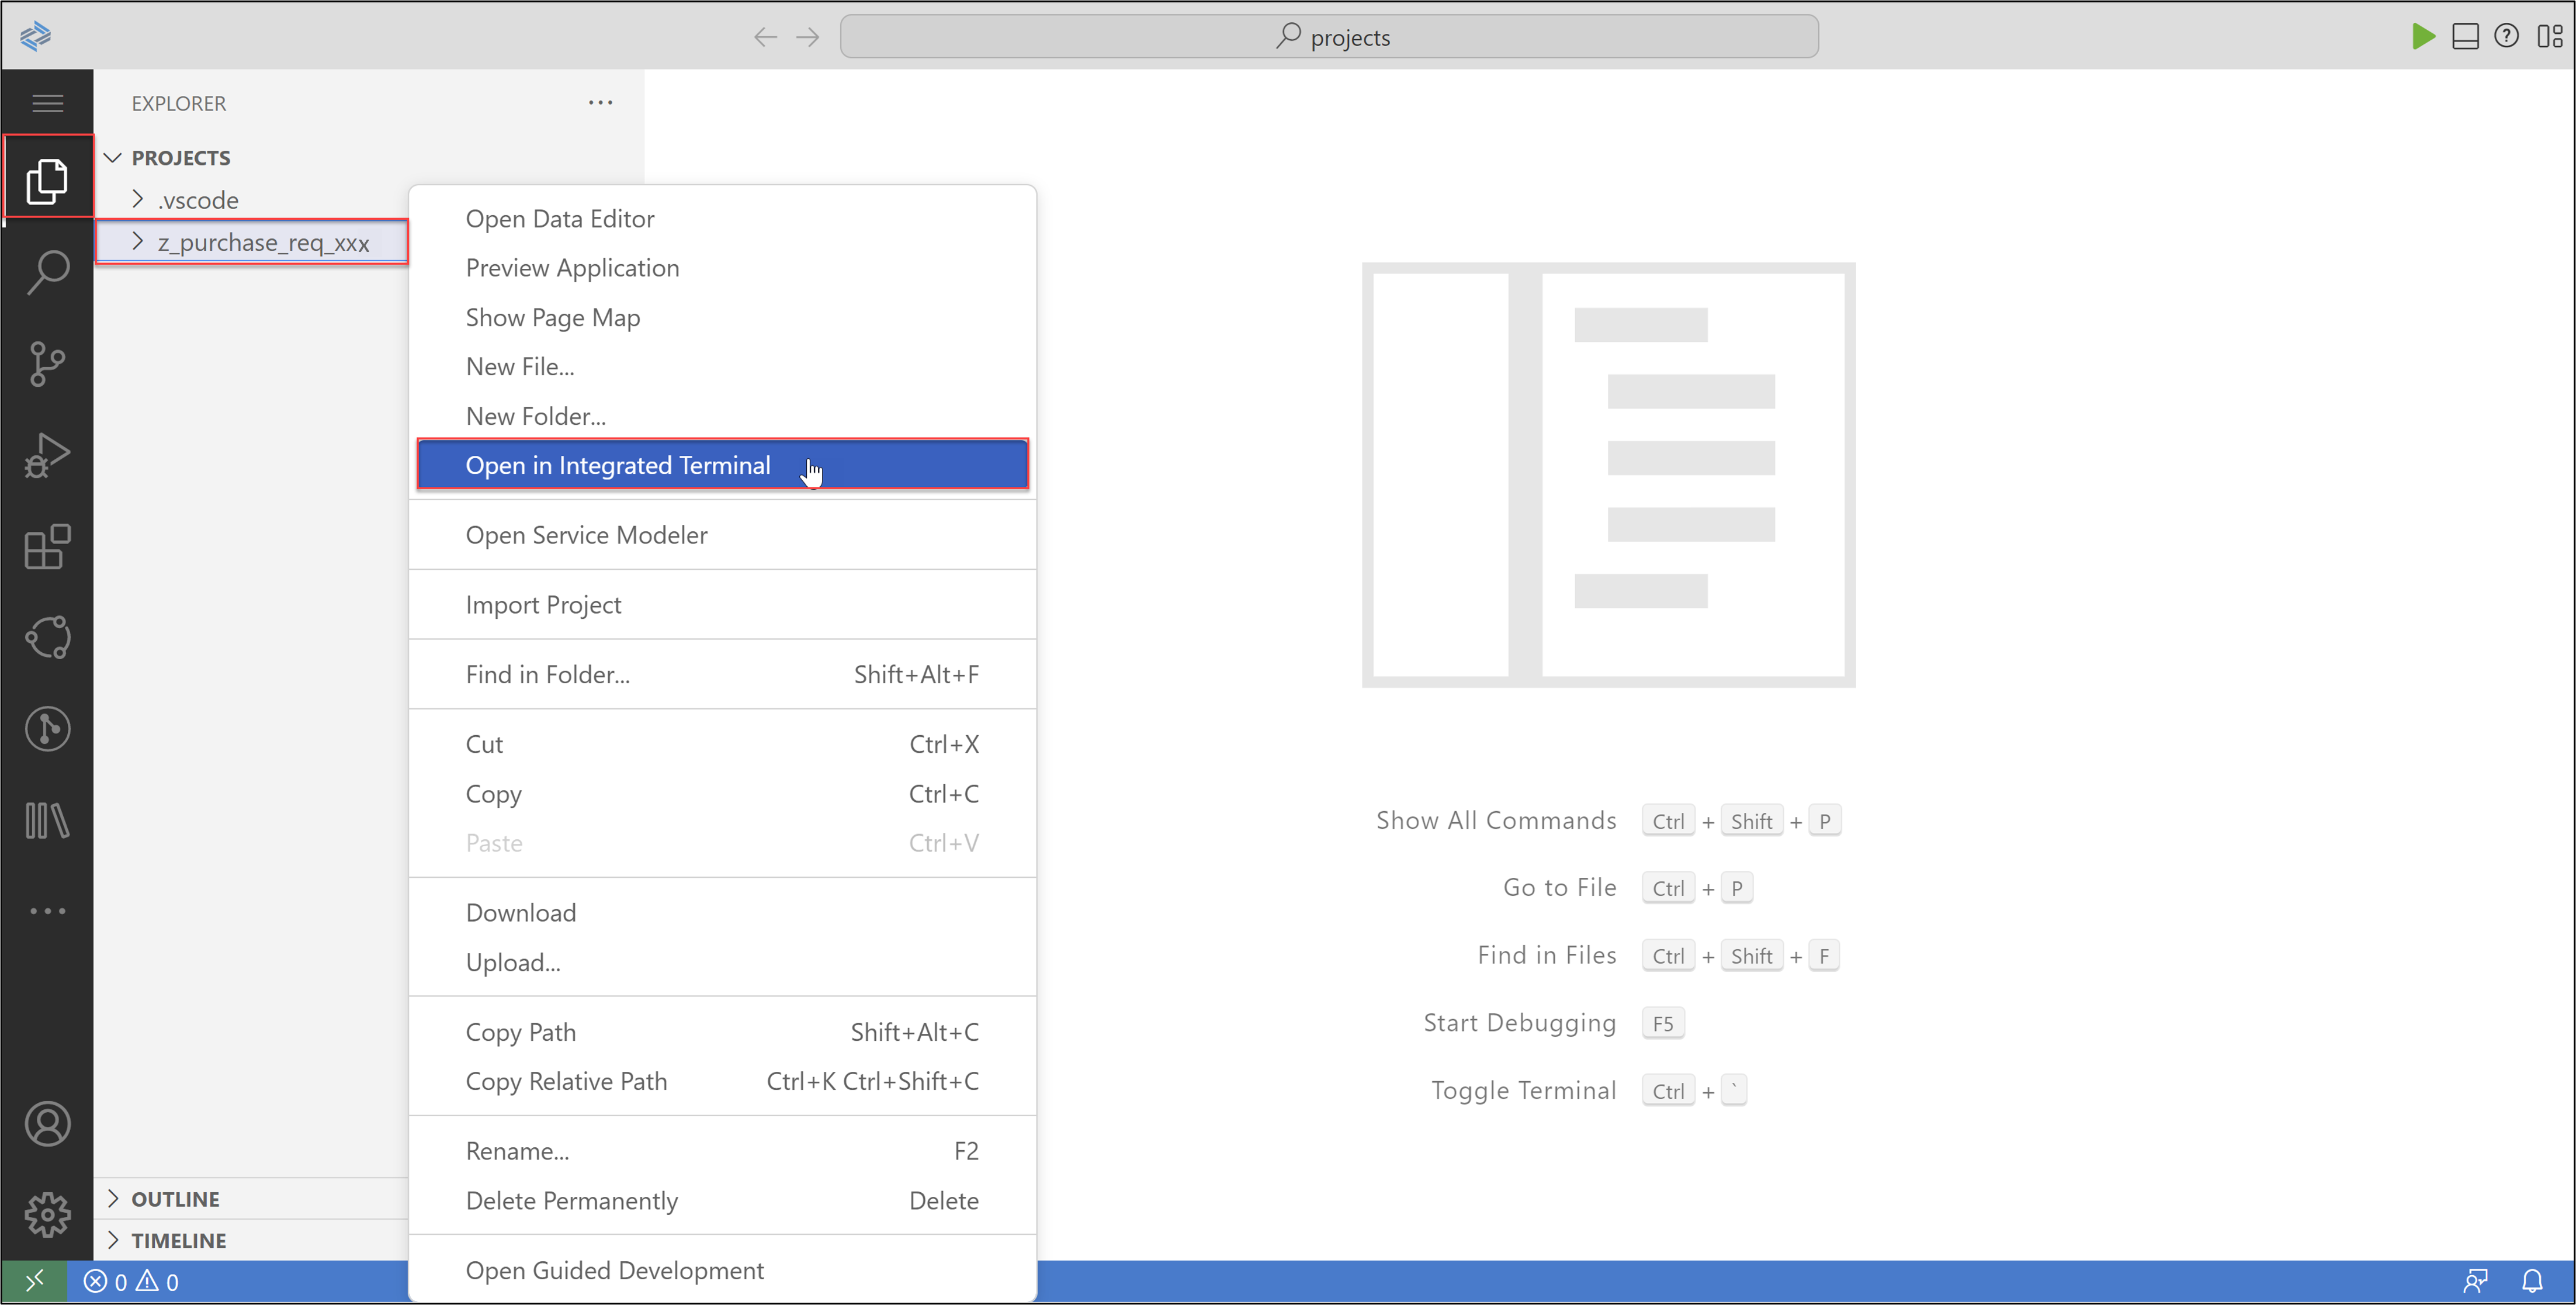 projects
EXPLORER
PROJECTS
.vscode
z_purchase_req_xxx
Open Data Editor
Preview Application
Show Page Map
New File...
New Folder...
Open in Integrated Terminal
Open Service Modeler
Import Project
Find in Folder... Shift+Alt+F
Cut Ctrl+X
Copy Ctrl+C
Paste Ctrl+V
Download
Upload...
Copy Path Shift+Alt+C
Copy Relative Path Ctrl+K Ctrl+Shift+C
Rename... F2
Delete Permanently Delete
Open Guided Development
Show All Commands Ctrl + Shift + P
Go to File Ctrl + P
Find in Files Ctrl + Shift + F
Start Debugging F5
Toggle Terminal Ctrl + `
OUTLINE
TIMELINE
0 0